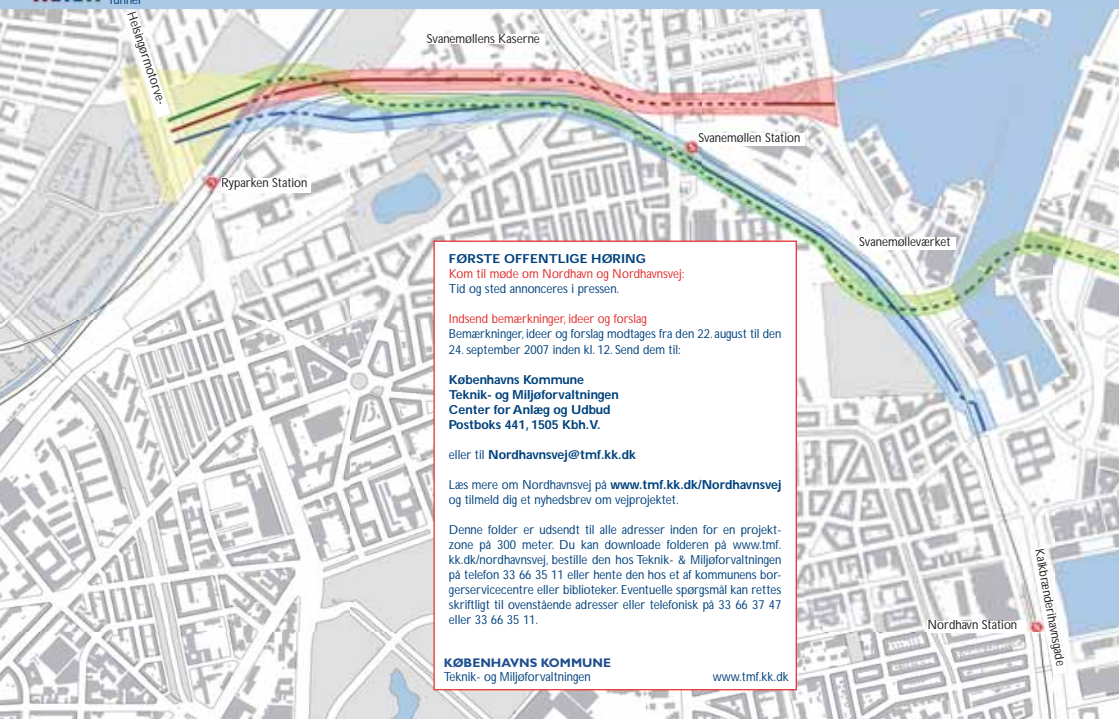 Tunnel
Helsingørmotorve-
Svanemøllens Kaserne
Svanemøllen Station
Ryparken Station
Svanemølleværket
FØRSTE OFFENTLIGE HØRING
Kom til møde om Nordhavn og Nordhavnsvej:
Tid og sted annonceres i pressen.
Indsend bemærkninger, ideer og forslag
Bemærkninger, ideer og forslag modtages fra den 22. august til den
24. september 2007 inden kl. 12. Send dem til:
Københavns Kommune
Teknik- og Miljøforvaltningen
Center for Anlæg og Udbud
Postboks 441, 1505 Kbh.V.
eller til Nordhavnsvej@tmf.kk.dk
Læs mere om Nordhavnsvej på www.tmf.kk.dk/Nordhavnsvej
og tilmeld dig et nyhedsbrev om vejprojektet.
Denne folder er udsendt til alle adresser inden for en projekt-
zone på 300 meter. Du kan downloade folderen på www.tmf.
kk.dk/nordhavnsvej, bestille den hos Teknik- & Miljøforvaltningen
på telefon 33 66 35 11 eller hente den hos et af kommunens bor-
gerservicecentre eller biblioteker. Eventuelle spørgsmål kan rettes
skriftligt til ovenstående adresser eller telefonisk på 33 66 37 47
eller 33 66 35 11.
KØBENHAVNS KOMMUNE
Teknik- og Miljøforvaltningen www.tmf.kk.dk
Nordhavn Station
Kalkbrænderihavnsgade